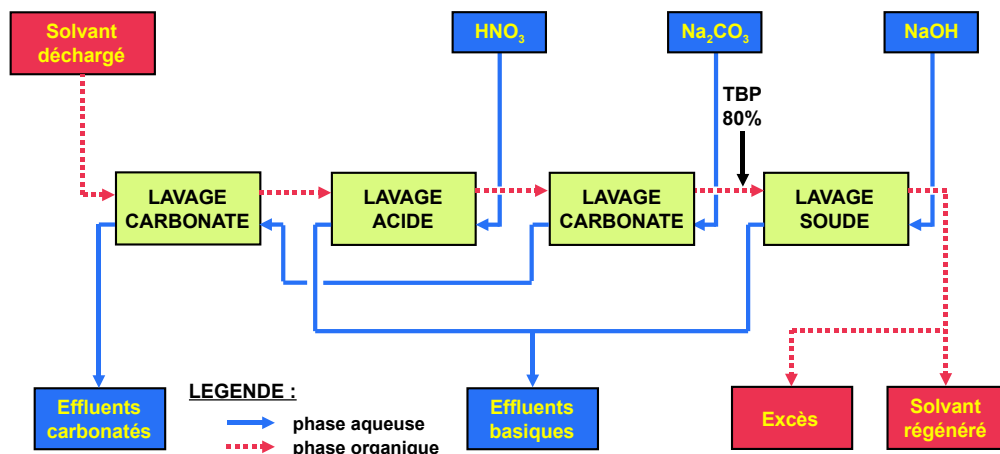 Solvant
déchargé
HNO₃
Na₂CO₃
NaOH
TBP
80%
LAVAGE
CARBONATE
LAVAGE
ACIDE
LAVAGE
CARBONATE
LAVAGE
SOUDE
Effluents
carbonatés
LEGENDE :
phase aqueuse
phase organique
Effluents
basiques
Excès
Solvant
régénéré